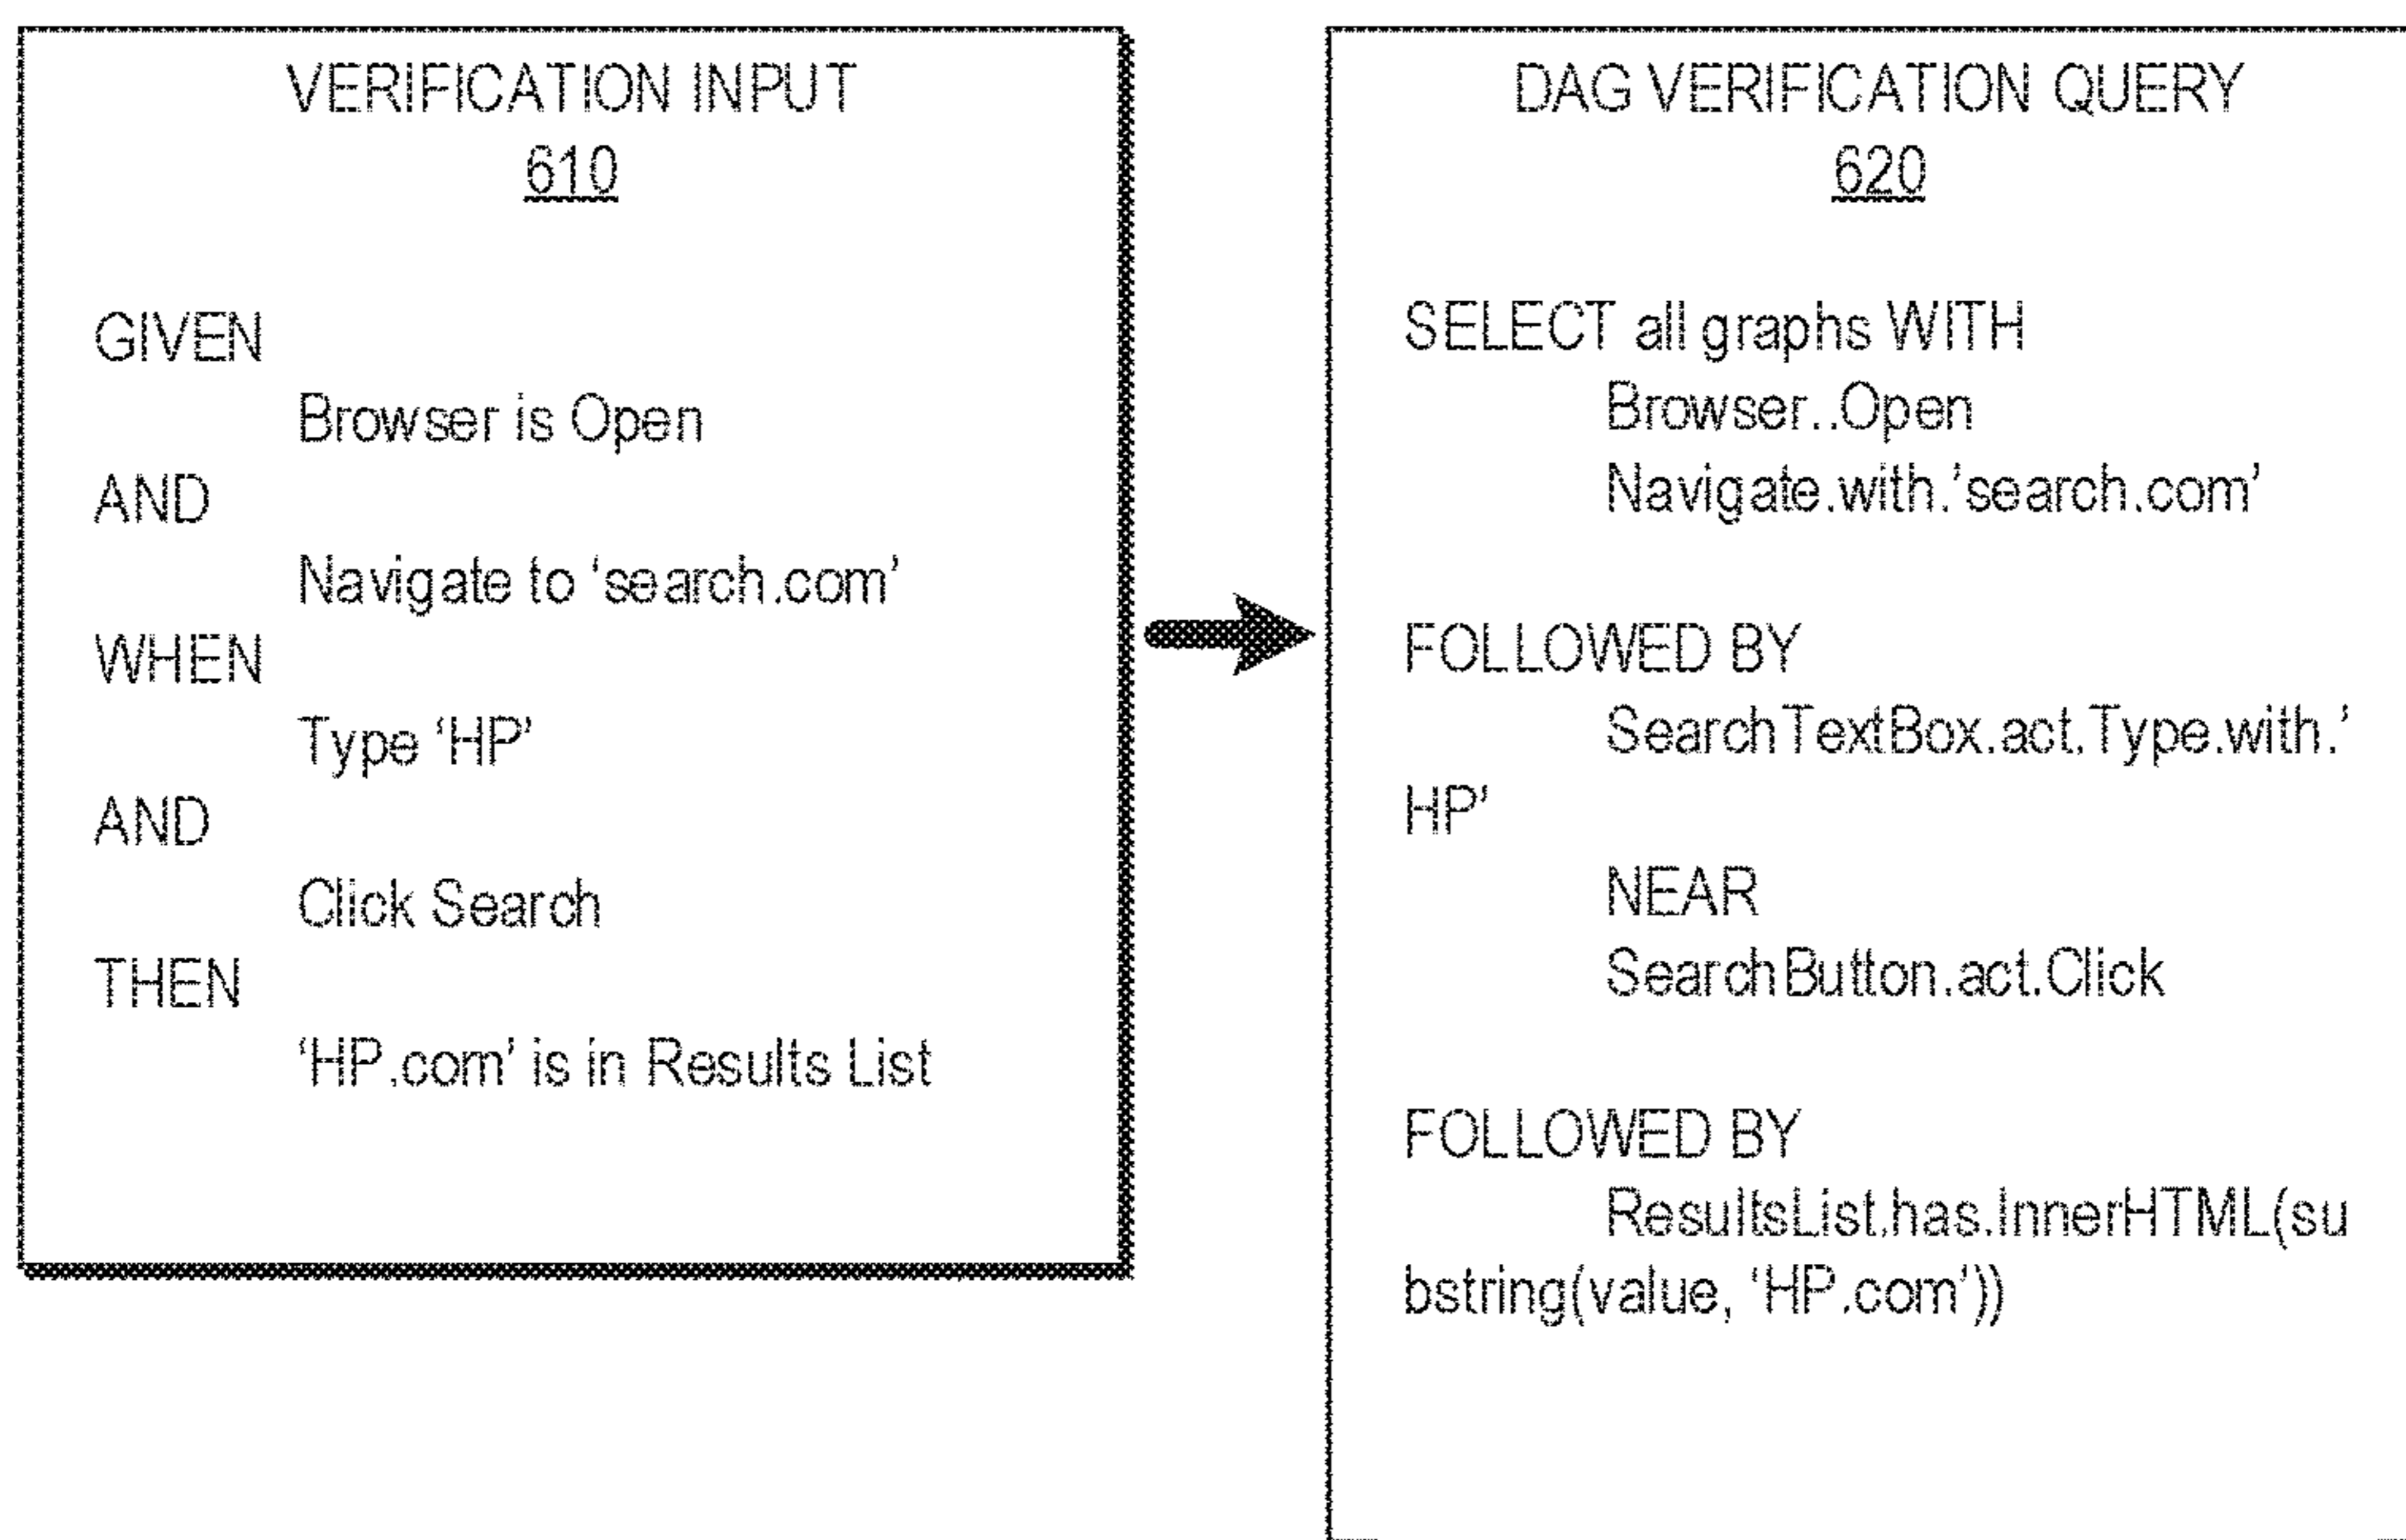 VERIFICATION INPUT
610
GIVEN
Browser is Open
AND
Navigate to ‘search.com’
WHEN
Type ‘HP’
AND
Click Search
THEN
‘HP.com’ is in Results List
DAG VERIFICATION QUERY
620
SELECT all graphs WITH
Browser..Open
Navigate.with.’search.com’
FOLLOWED BY
SearchTextBox.act.Type.with.’
HP’
NEAR
SearchButton.act.Click
FOLLOWED BY
ResultsList.has.InnerHTML(su
bstring(value, ‘HP.com’))